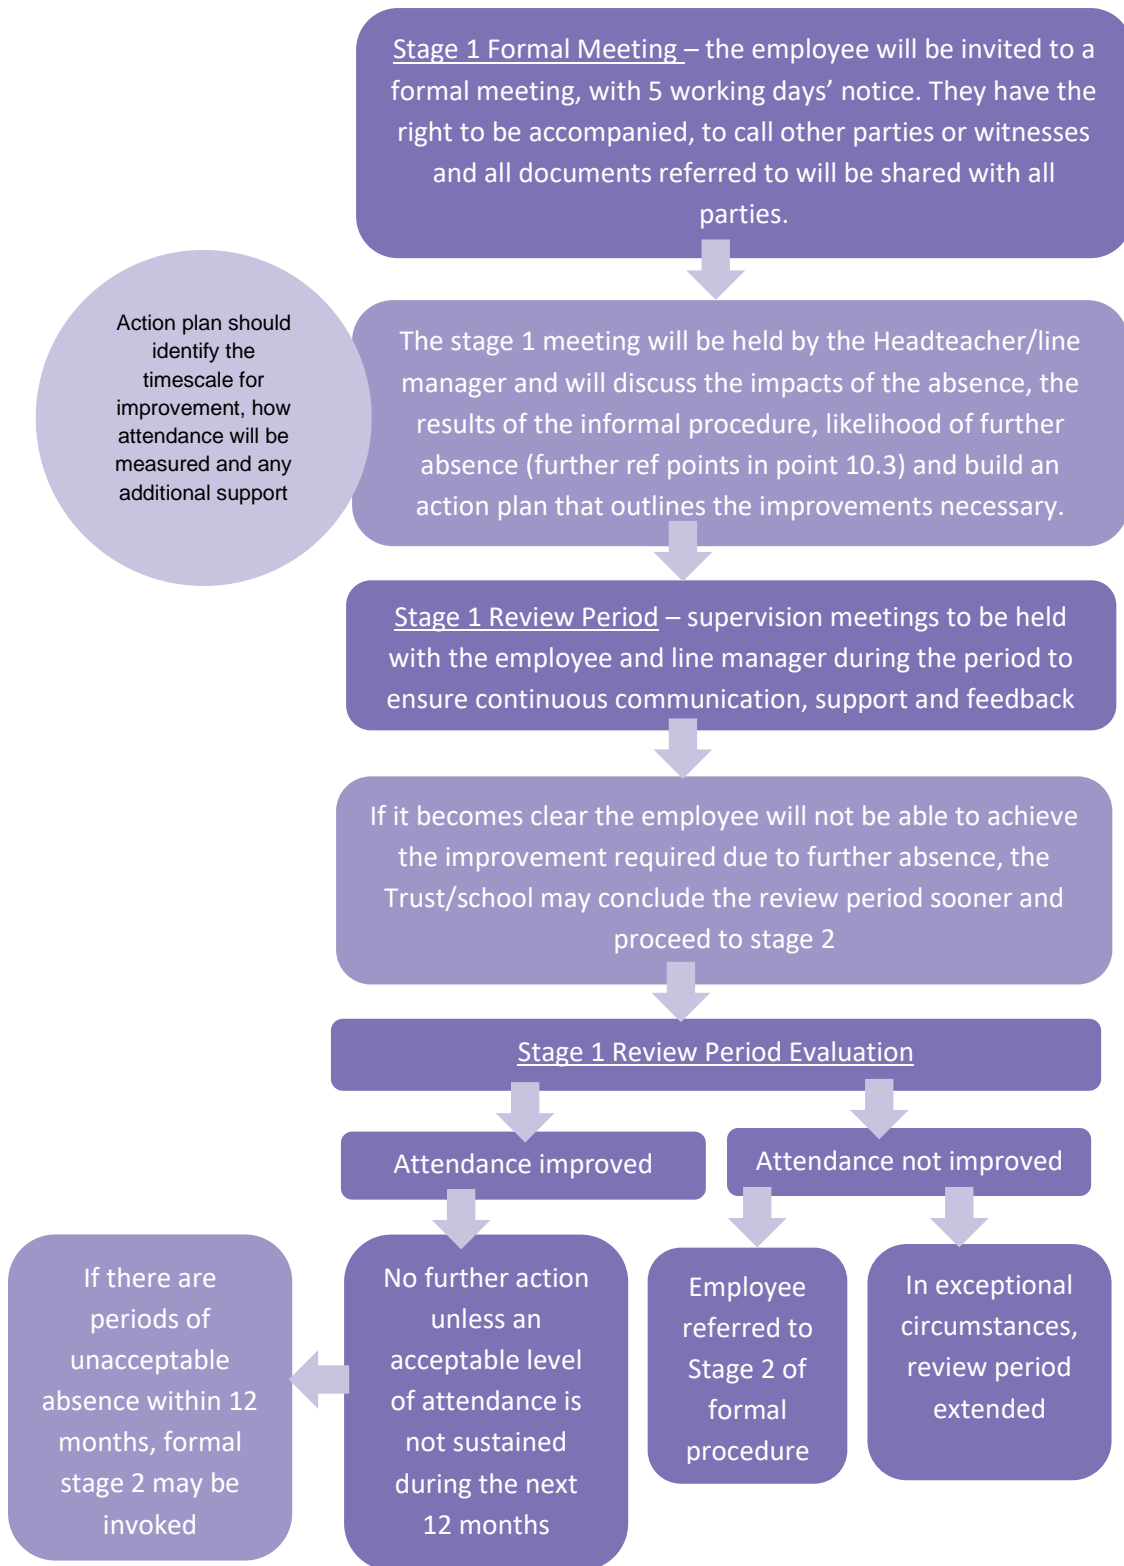 Stage 1 Formal Meeting – the employee will be invited to a
formal meeting, with 5 working days’ notice. They have the
right to be accompanied, to call other parties or witnesses
and all documents referred to will be shared with all
parties.
Action plan should
identify the
timescale for
improvement, how
attendance will be
measured and any
additional support
The stage 1 meeting will be held by the Headteacher/line
manager and will discuss the impacts of the absence, the
results of the informal procedure, likelihood of further
absence (further ref points in point 10.3) and build an
action plan that outlines the improvements necessary.
Stage 1 Review Period – supervision meetings to be held
with the employee and line manager during the period to
ensure continuous communication, support and feedback
If it becomes clear the employee will not be able to achieve
the improvement required due to further absence, the
Trust/school may conclude the review period sooner and
proceed to stage 2
Stage 1 Review Period Evaluation
Attendance improved
Attendance not improved
If there are
periods of
unacceptable
absence within 12
months, formal
stage 2 may be
invoked
No further action
unless an
acceptable level
of attendance is
not sustained
during the next
12 months
Employee
referred to
Stage 2 of
formal
procedure
In exceptional
circumstances,
review period
extended